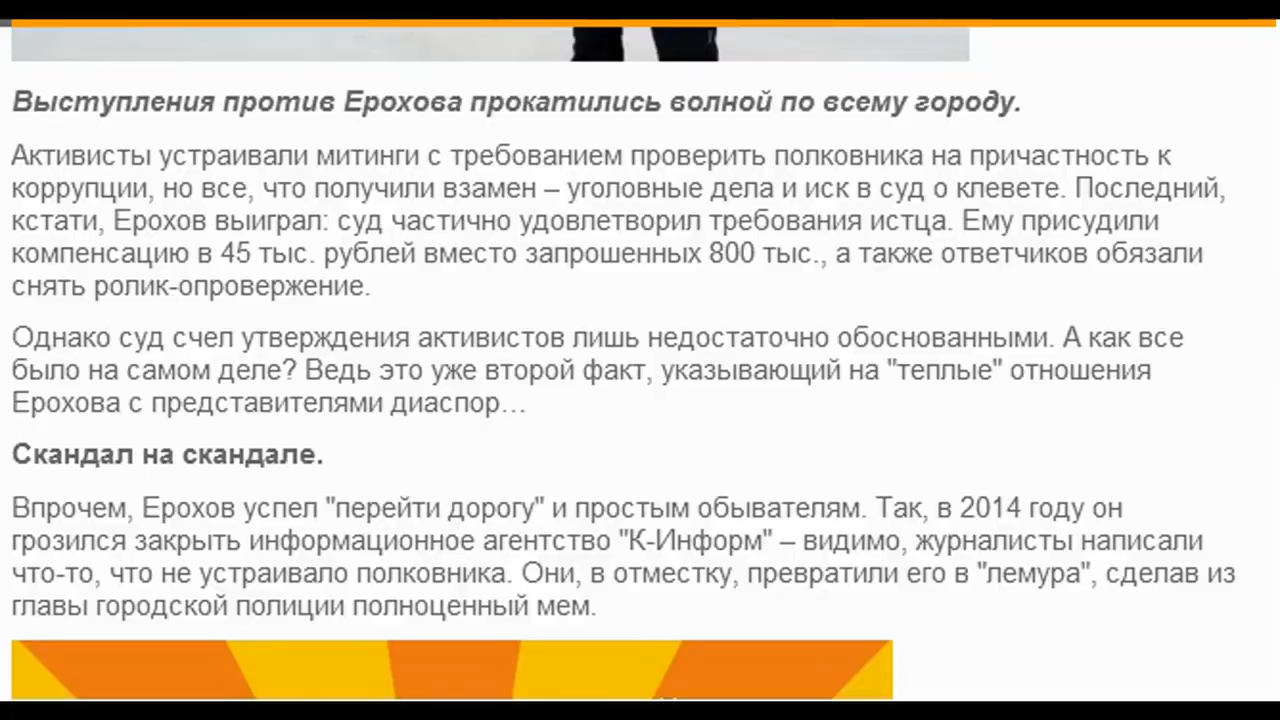 Выступления против Ерохова прокатились волной по всему городу.
Активисты устраивали митинги с требованием проверить полковника на причастность к
коррупции, но все, что получили взамен – уголовные дела и иск в суд о клевете. Последний,
кстати, Ерохов выиграл: суд частично удовлетворил требования истца. Ему присудили
компенсацию в 45 тыс. рублей вместо запрошенных 800 тыс., а также ответчиков обязали
снять ролик-опровержение.
Однако суд счел утверждения активистов лишь недостаточно обоснованными. А как все
было на самом деле? Ведь это уже второй факт, указывающий на "теплые" отношения
Ерохова с представителями диаспор…
Скандал на скандале.
Впрочем, Ерохов успел "перейти дорогу" и простым обывателям. Так, в 2014 году он
грозился закрыть информационное агентство "К-Информ" – видимо, журналисты написали
что-то, что не устраивало полковника. Они, в отместку, превратили его в "лемура", сделав из
главы городской полиции полноценный мем.